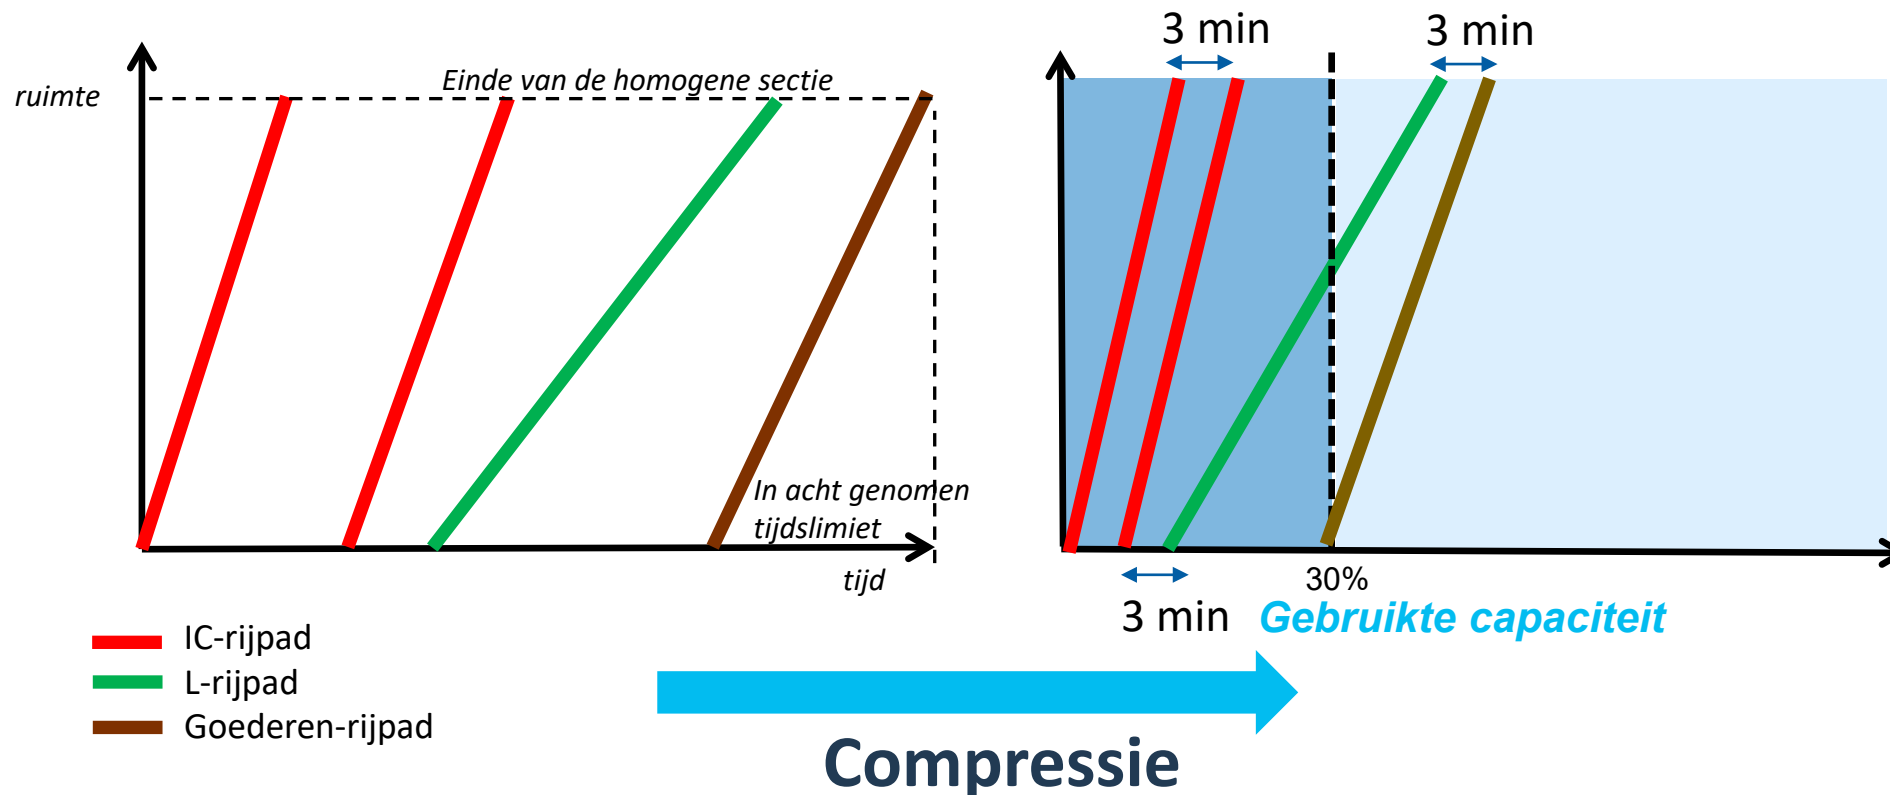 ruimte
Einde van de homogene sectie
In acht genomen
tijdslimiet
tijd
IC-rijpad
L-rijpad
Goederen-rijpad
3 min
3 min
30%
3 min
Gebruikte capaciteit
Compressie